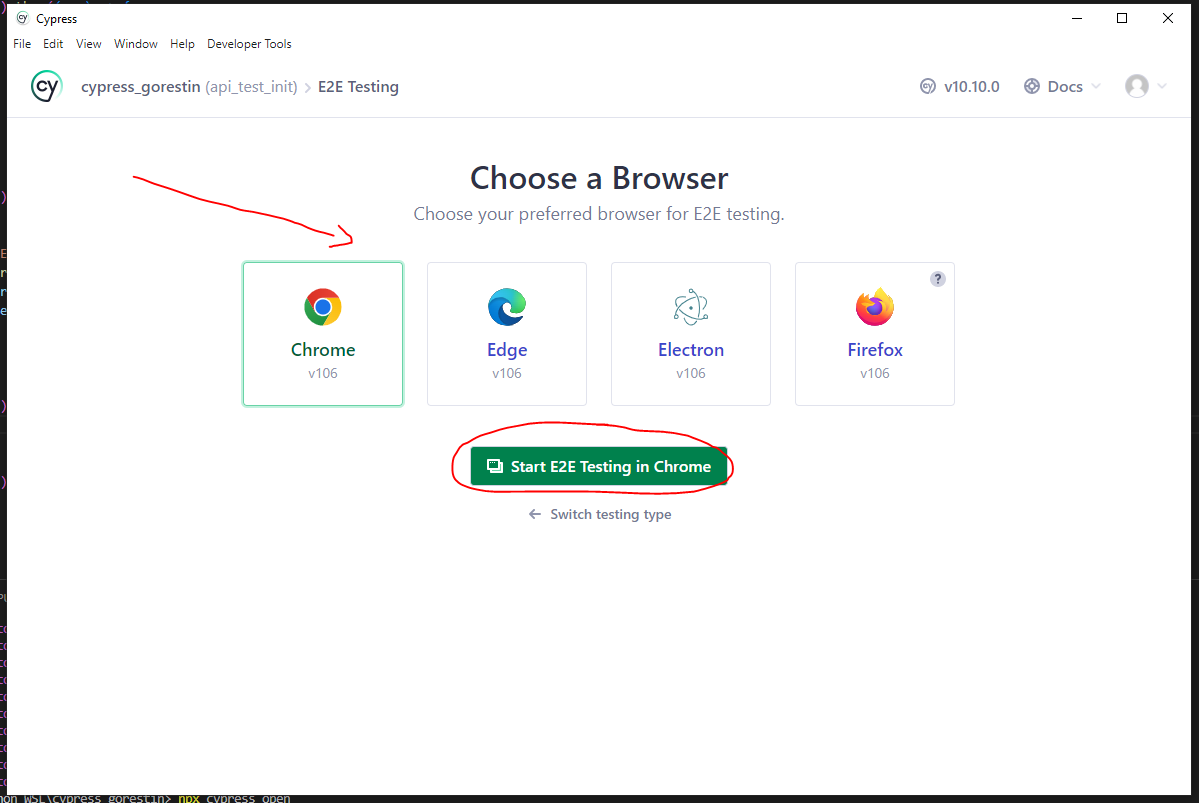 Cypress
File Edit View Window Help Developer Tools
cy cypress_gorestin (api_test_init) > E2E Testing v10.10.0 Docs
Choose a Browser
Choose your preferred browser for E2E testing.
?
Chrome Edge Electron Firefox
v106 v106 v106 v106
Start E2E Testing in Chrome
← Switch testing type
WSL\cypress_gorestin> npx cypress open